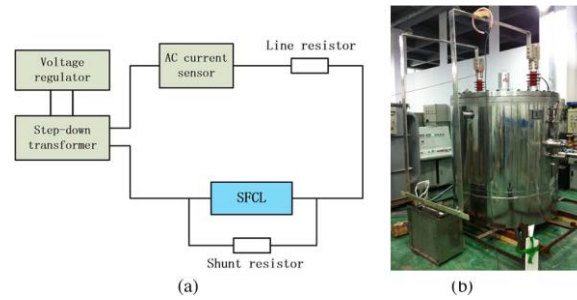 Voltage
regulator
Step-down
transformer
AC current
sensor
Line resistor
SFCL
Shunt resistor
(a)
(b)